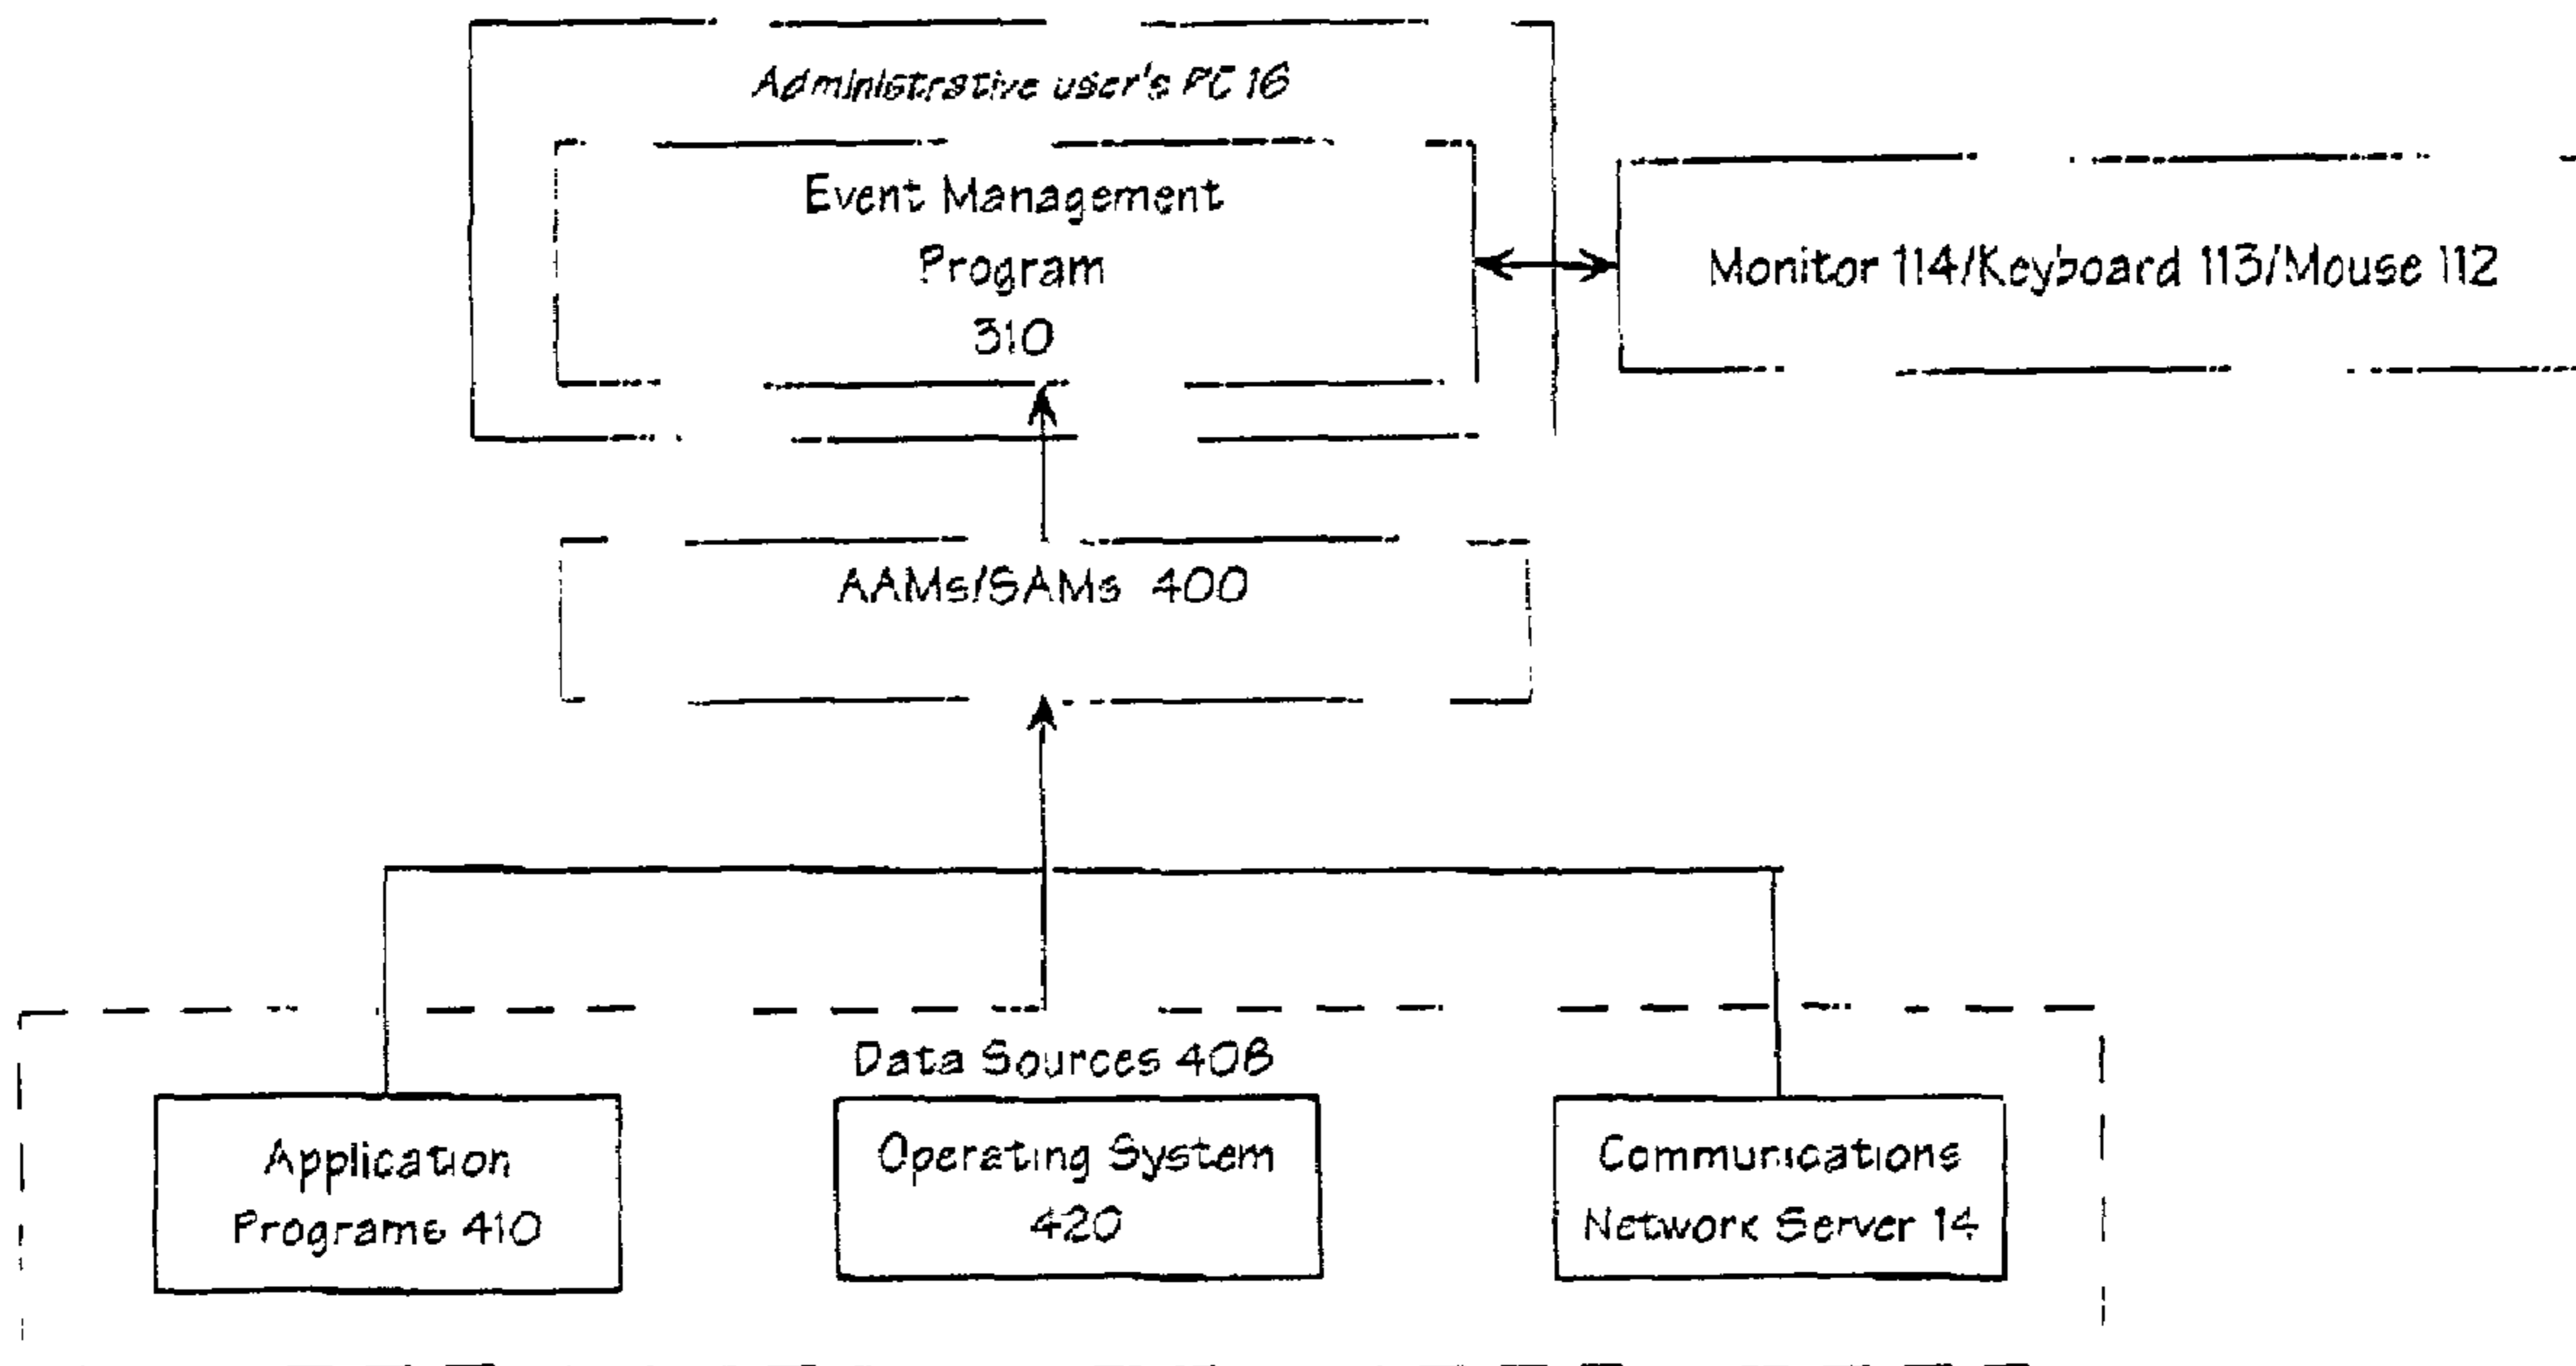 Administrative user's PC 16
Event Management
Program
310
Monitor 114/Keyboard 113/Mouse 112
AAMs/SAMs 400
Data Sources 408
Application
Programs 410
Operating System
420
Communications
Network Server 14